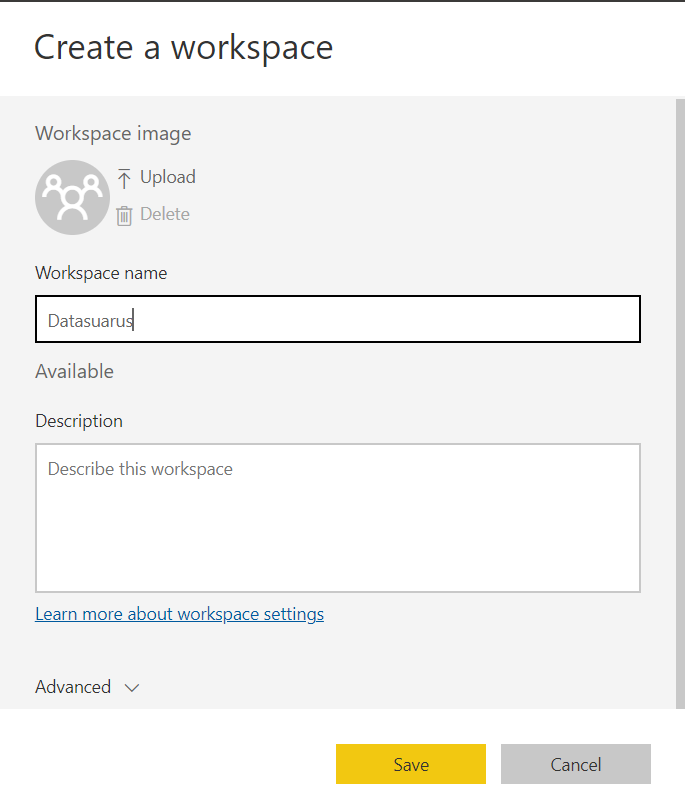 Create a workspace
Workspace image
Upload
Delete
Workspace name
Datasuarus
Available
Description
Describe this workspace
Learn more about workspace settings
Advanced
Save
Cancel